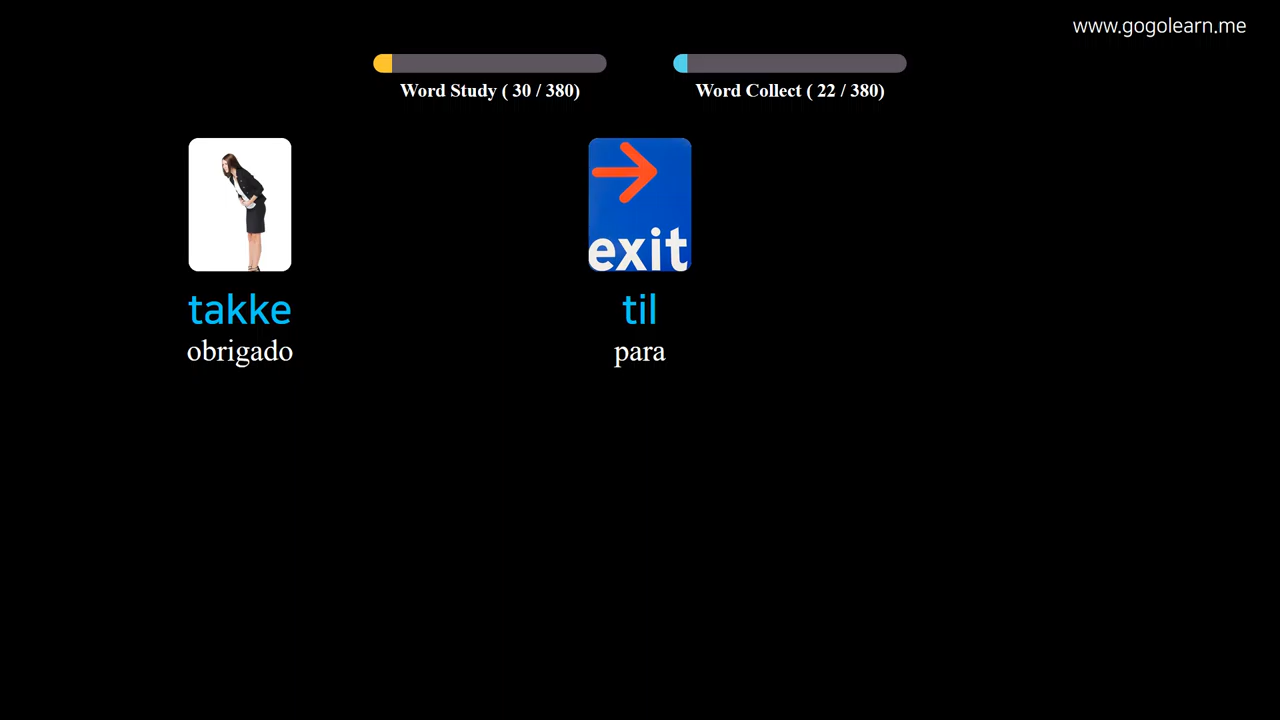 www.gogolearn.me
Word Study ( 30 / 380)
Word Collect ( 22 / 380)
exit
takke
til
obrigado
para